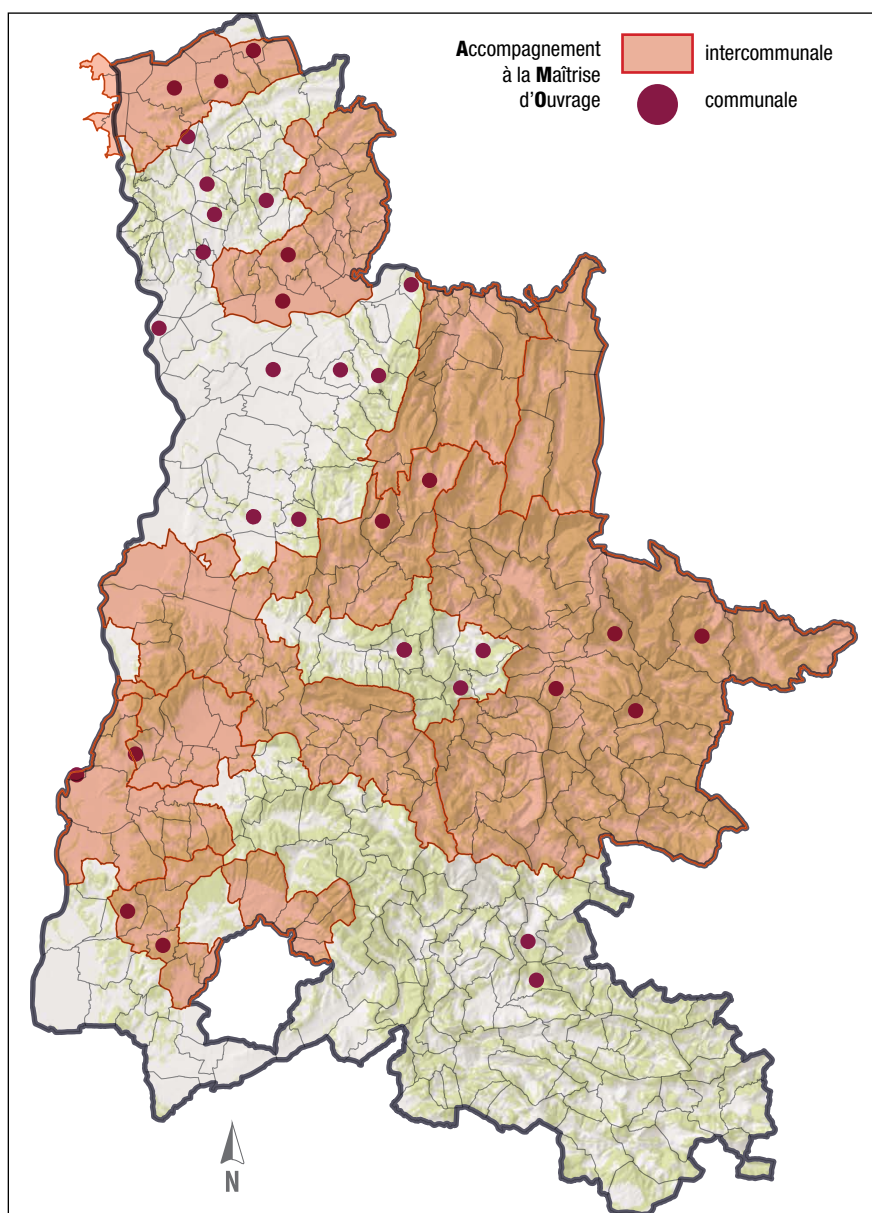 Accompagnement
à la Maîtrise
d'Ouvrage
intercommunale
communale
N